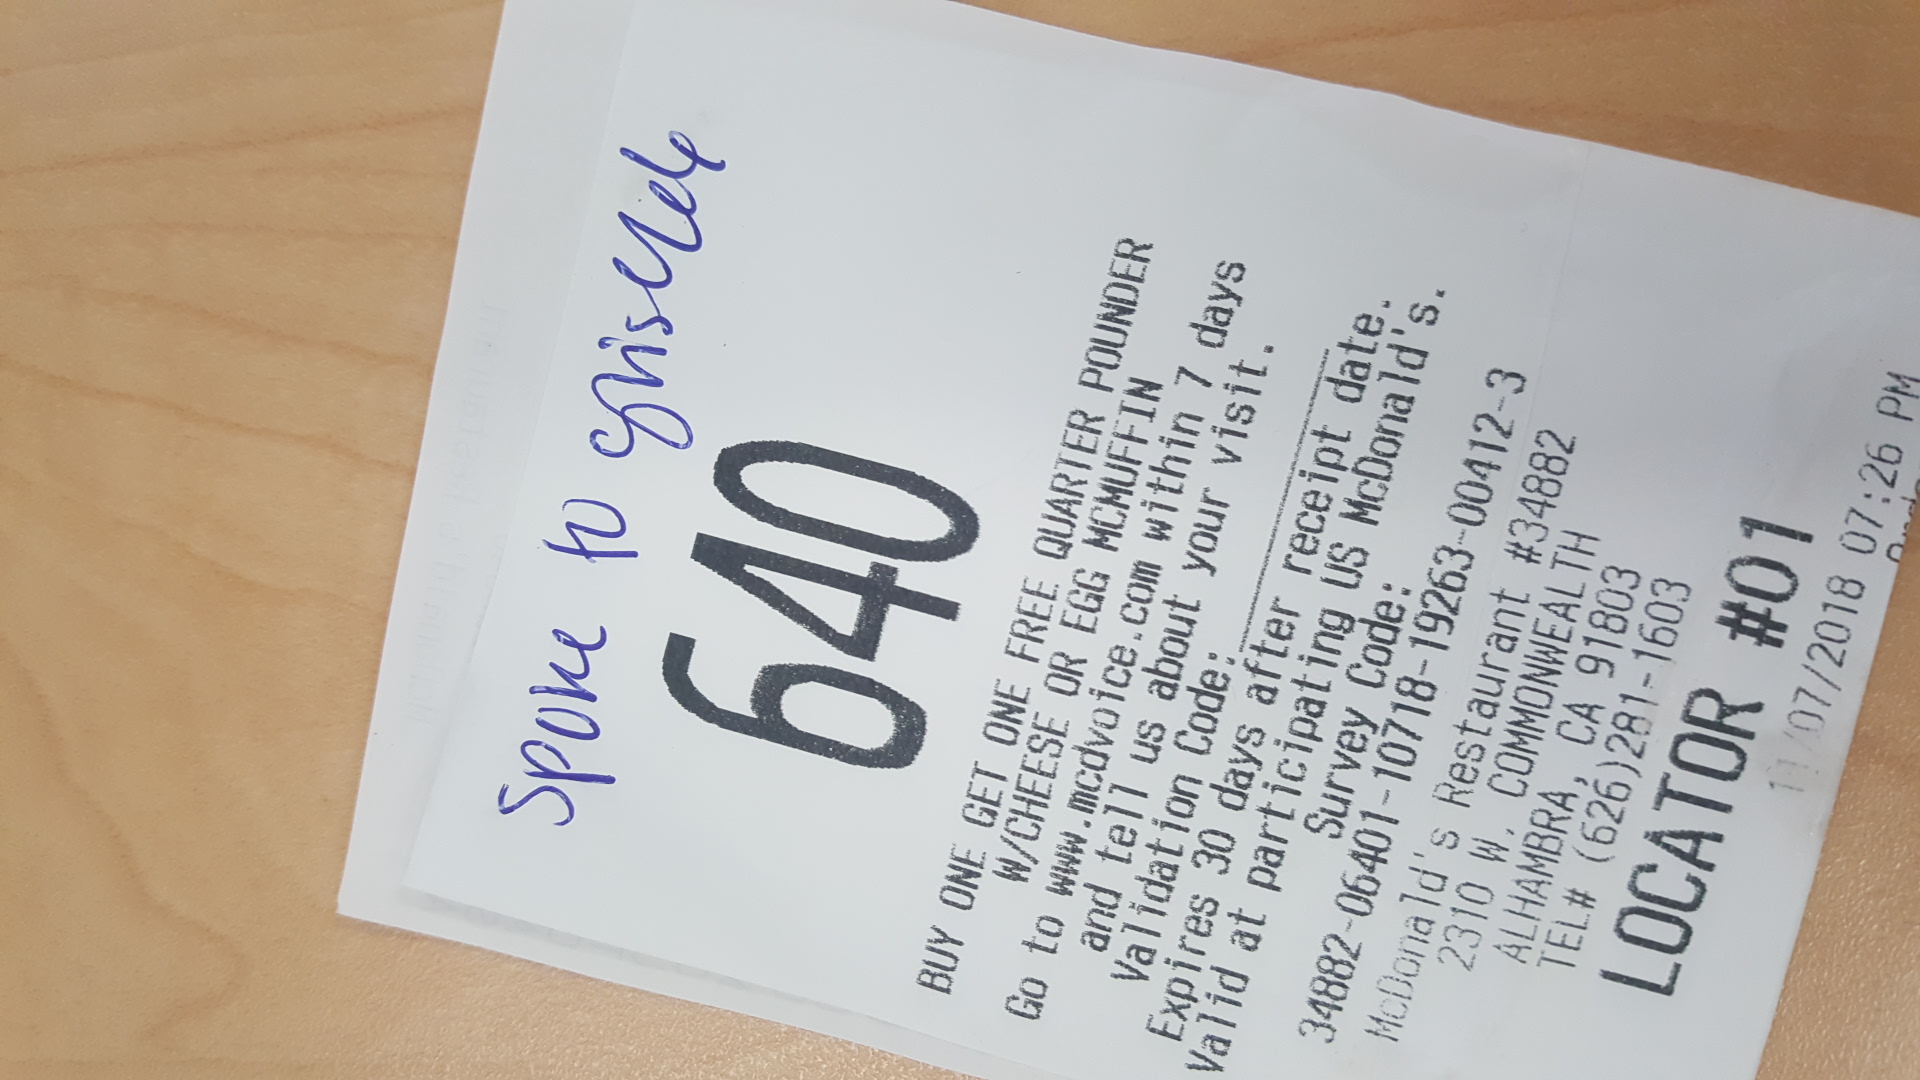 Spoke to Griselda
640
BUY ONE GET ONE FREE QUARTER POUNDER
W/CHEESE OR EGG MCMUFFIN
Go to www.mcdvoice.com within 7 days
and tell us about your visit.
Validation Code:
Expires 30 days after receipt date.
Valid at participating US McDonald's.
Survey Code:
34882-06401-10718-19263-00412-3
McDonald's Restaurant #34882
2310 W. COMMONWEALTH
ALHAMBRA, CA 91803
TEL# (626)281-1603
LOCATOR #01
11/07/2018 07:26 PM